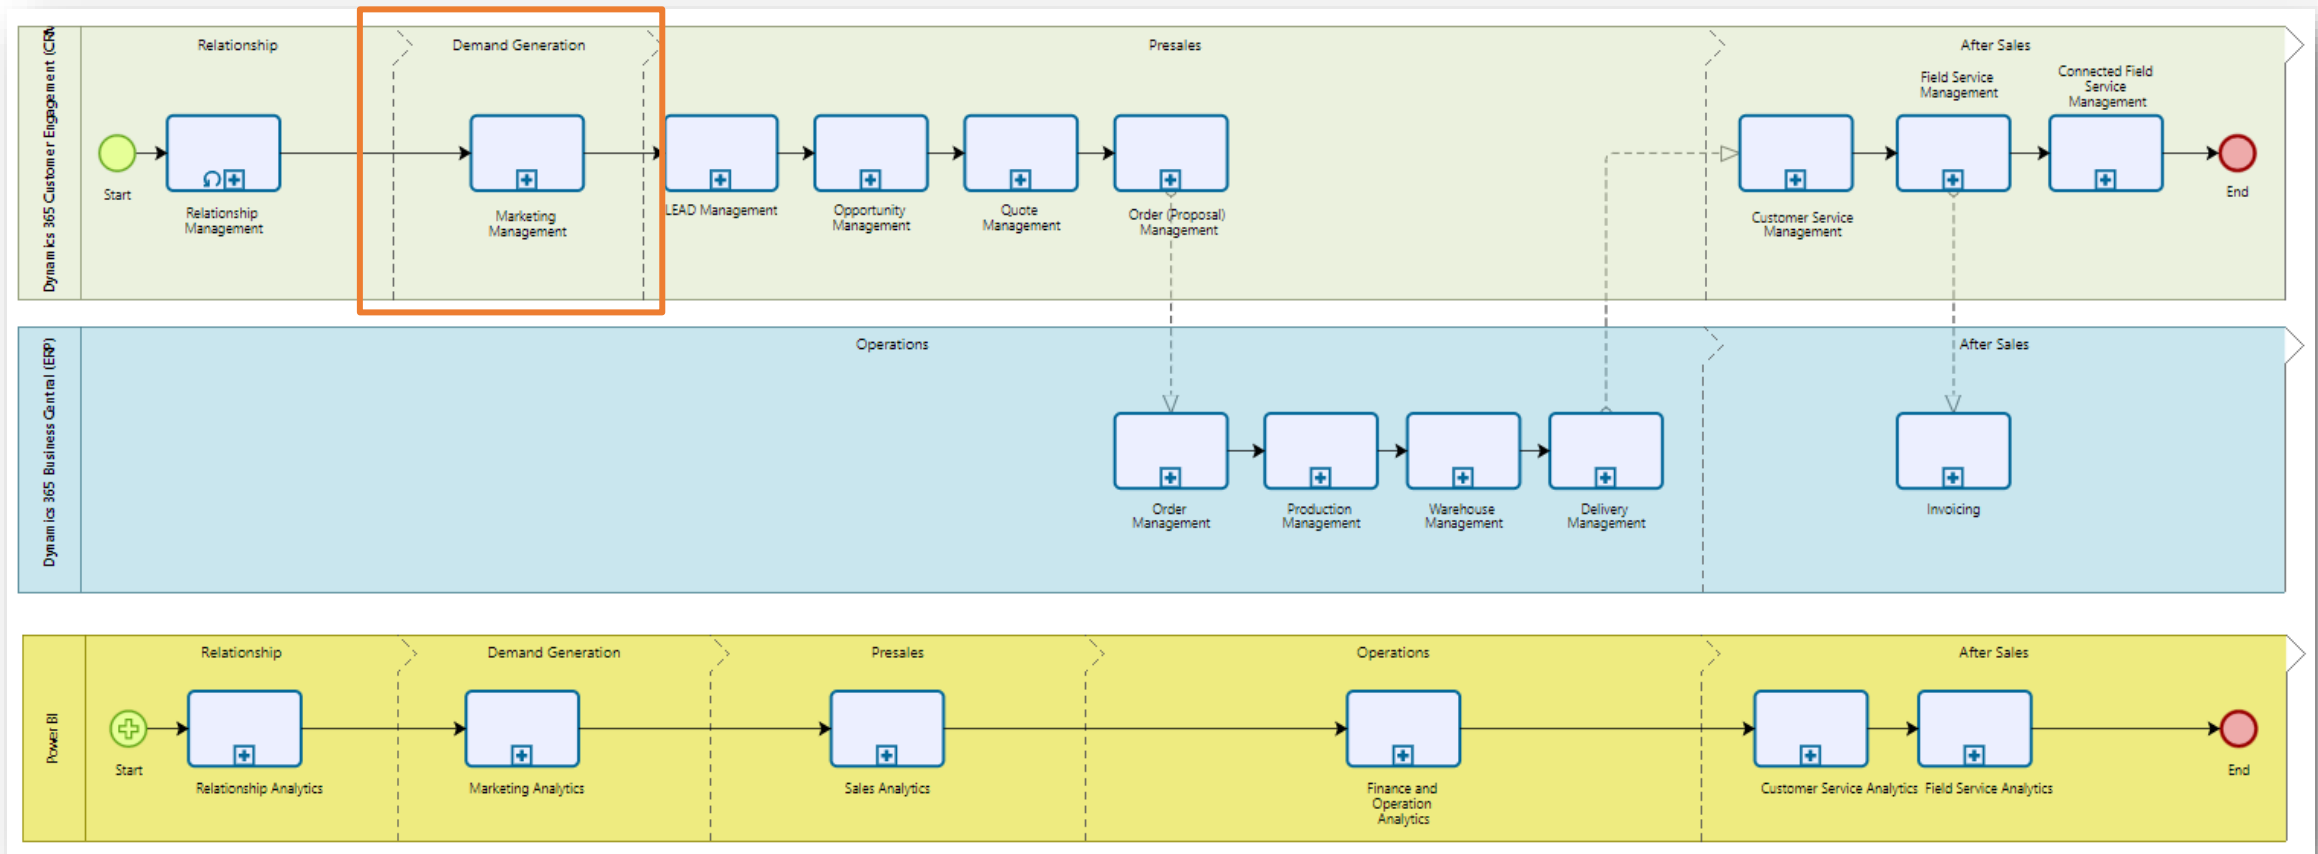 Dynamics 365 Customer Engagement (CRM
Relationship
Demand Generation
Presales
After Sales
Start
Relationship
Management
Marketing
Management
LEAD Management
Opportunity
Management
Quote
Management
Order (Proposal)
Management
Customer Service
Management
Field Service
Management
Connected Field
Service
Management
End
Dynamics 365 Business Central (ERP)
Operations
After Sales
Order
Management
Production
Management
Warehouse
Management
Delivery
Management
Invoicing
Power BI
Relationship
Demand Generation
Presales
Operations
After Sales
Start
Relationship Analytics
Marketing Analytics
Sales Analytics
Finance and
Operation
Analytics
Customer Service Analytics
Field Service Analytics
End